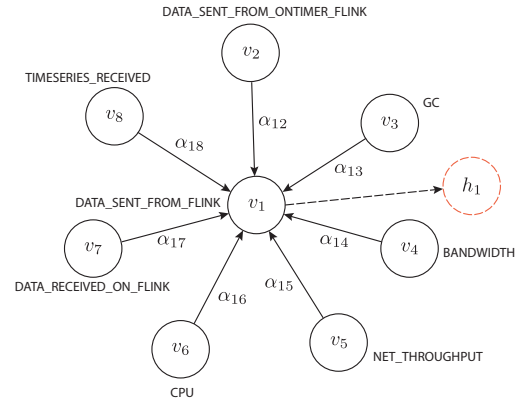 DATA_SENT_FROM_ONTIMER_FLINK
v₂
TIMESERIES_RECEIVED
v₈
GC
v₃
α₁₂
α₁₈
α₁₃
h₁
DATA_SENT_FROM_FLINK
v₁
v₇
α₁₇
α₁₄
v₄
BANDWIDTH
DATA_RECEIVED_ON_FLINK
α₁₆
α₁₅
v₆
v₅
NET_THROUGHPUT
CPU